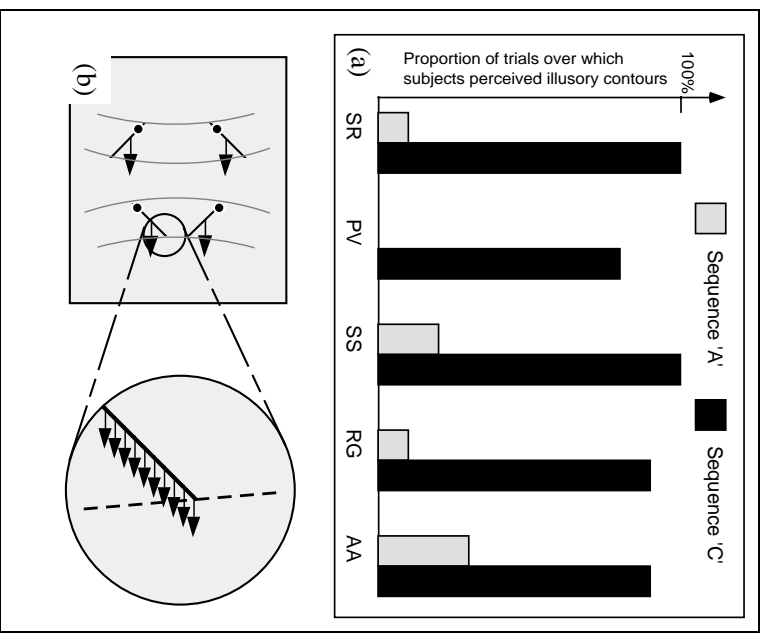 (a)
Proportion of trials over which
subjects perceived illusory contours
100%
SR
PV
SS
RG
AA
Sequence 'A'
Sequence 'C'
(b)